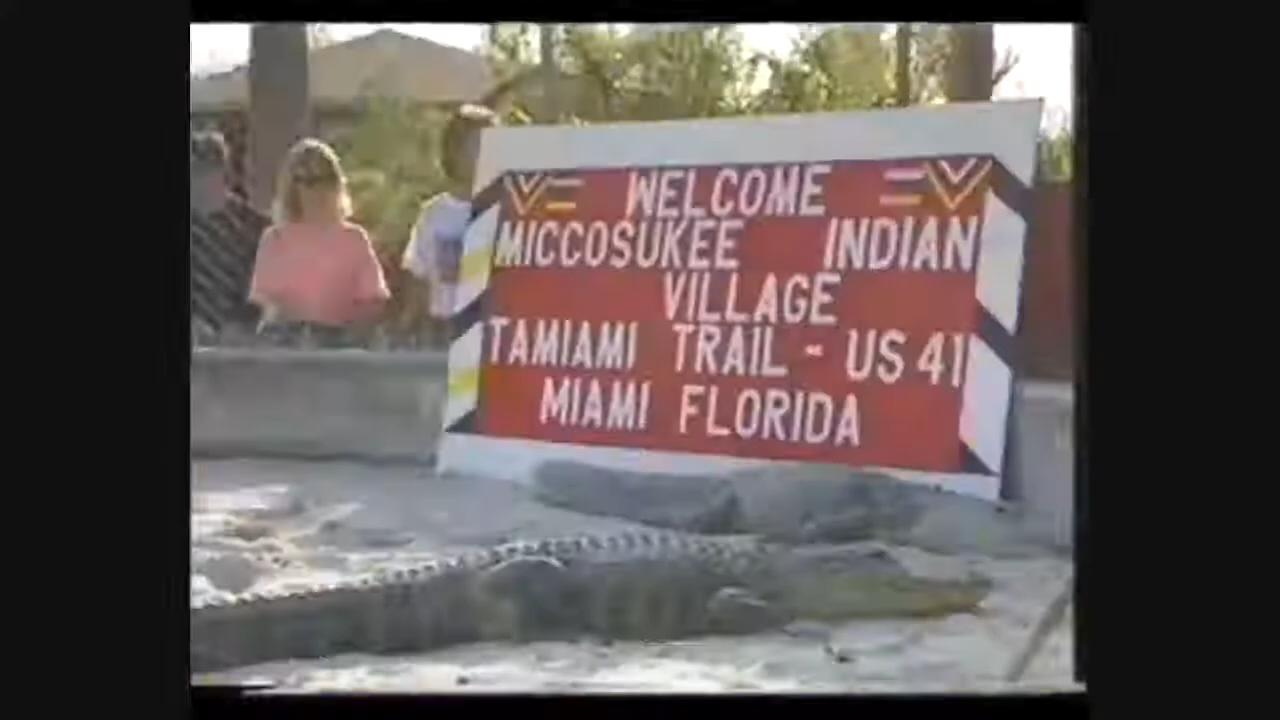 WELCOME
MICCOSUKEE INDIAN
VILLAGE
TAMIAMI TRAIL - US 41
MIAMI FLORIDA